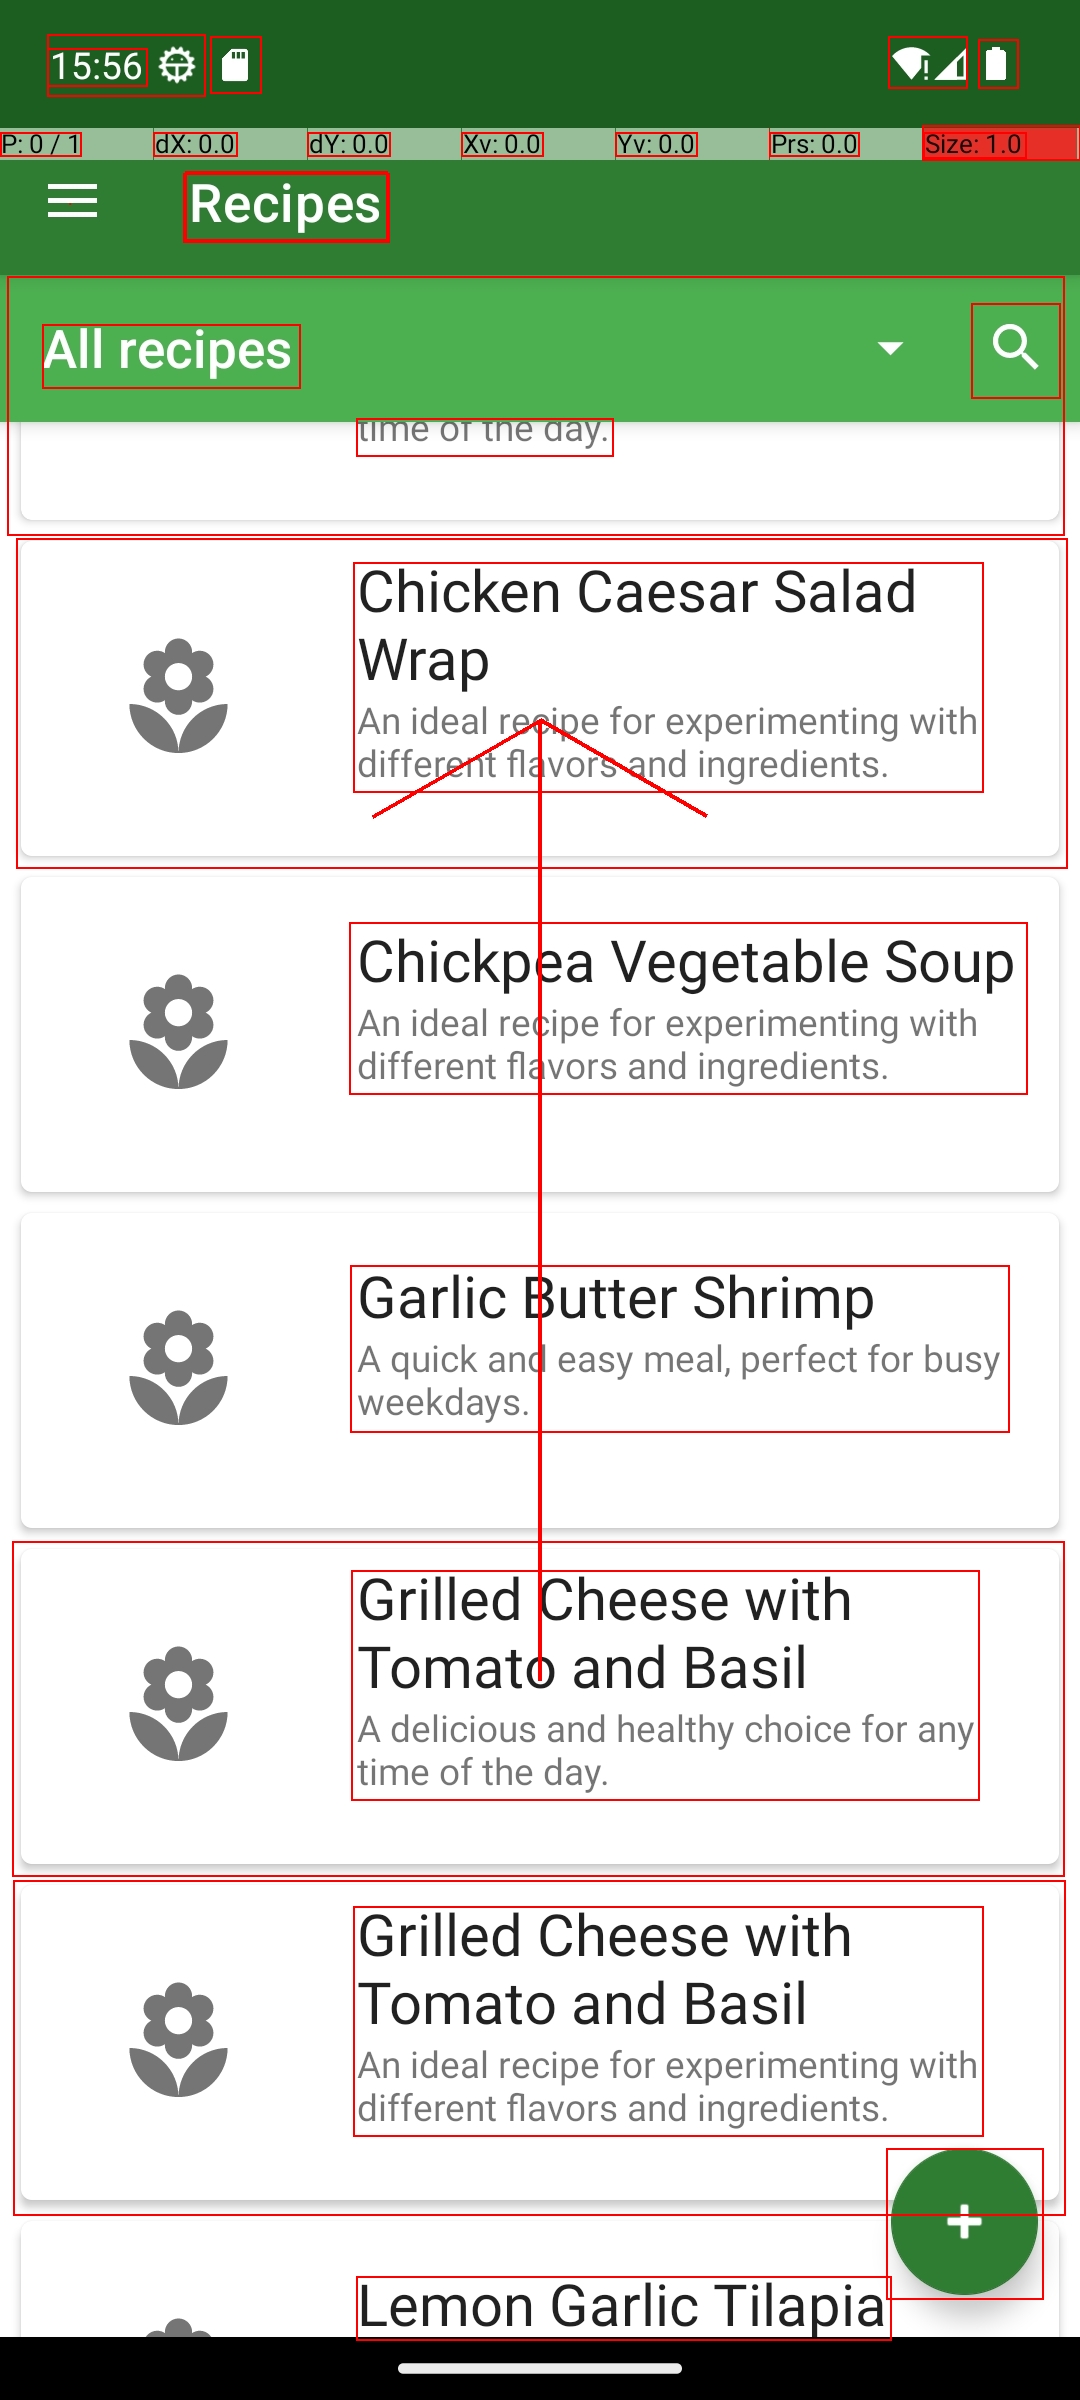 15:56
P: 0 / 1 dX: 0.0 dY: 0.0 Xv: 0.0 Yv: 0.0 Prs: 0.0 Size: 1.0
Recipes
All recipes
time of the day.
Chicken Caesar Salad
Wrap
An ideal recipe for experimenting with
different flavors and ingredients.
Chickpea Vegetable Soup
An ideal recipe for experimenting with
different flavors and ingredients.
Garlic Butter Shrimp
A quick and easy meal, perfect for busy
weekdays.
Grilled Cheese with
Tomato and Basil
A delicious and healthy choice for any
time of the day.
Grilled Cheese with
Tomato and Basil
An ideal recipe for experimenting with
different flavors and ingredients.
Lemon Garlic Tilapia